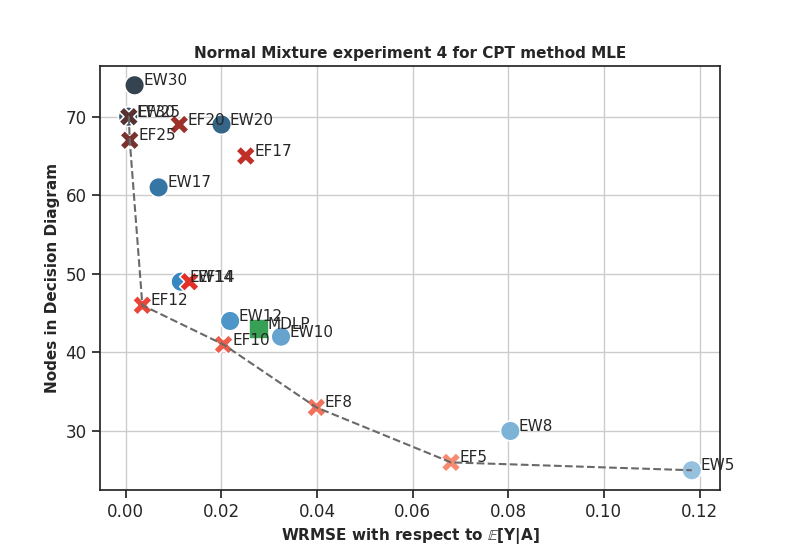 Normal Mixture experiment 4 for CPT method MLE
EW30
EF30
EF25
EF20
EW20
EF17
EW17
EF14
EF12
EW12
MDLP
EW10
EF10
EF8
EW8
EF5
EW5
70
60
50
40
30
Nodes in Decision Diagram
0.00
0.02
0.04
0.06
0.08
0.10
0.12
WRMSE with respect to 𝔼[Y|A]